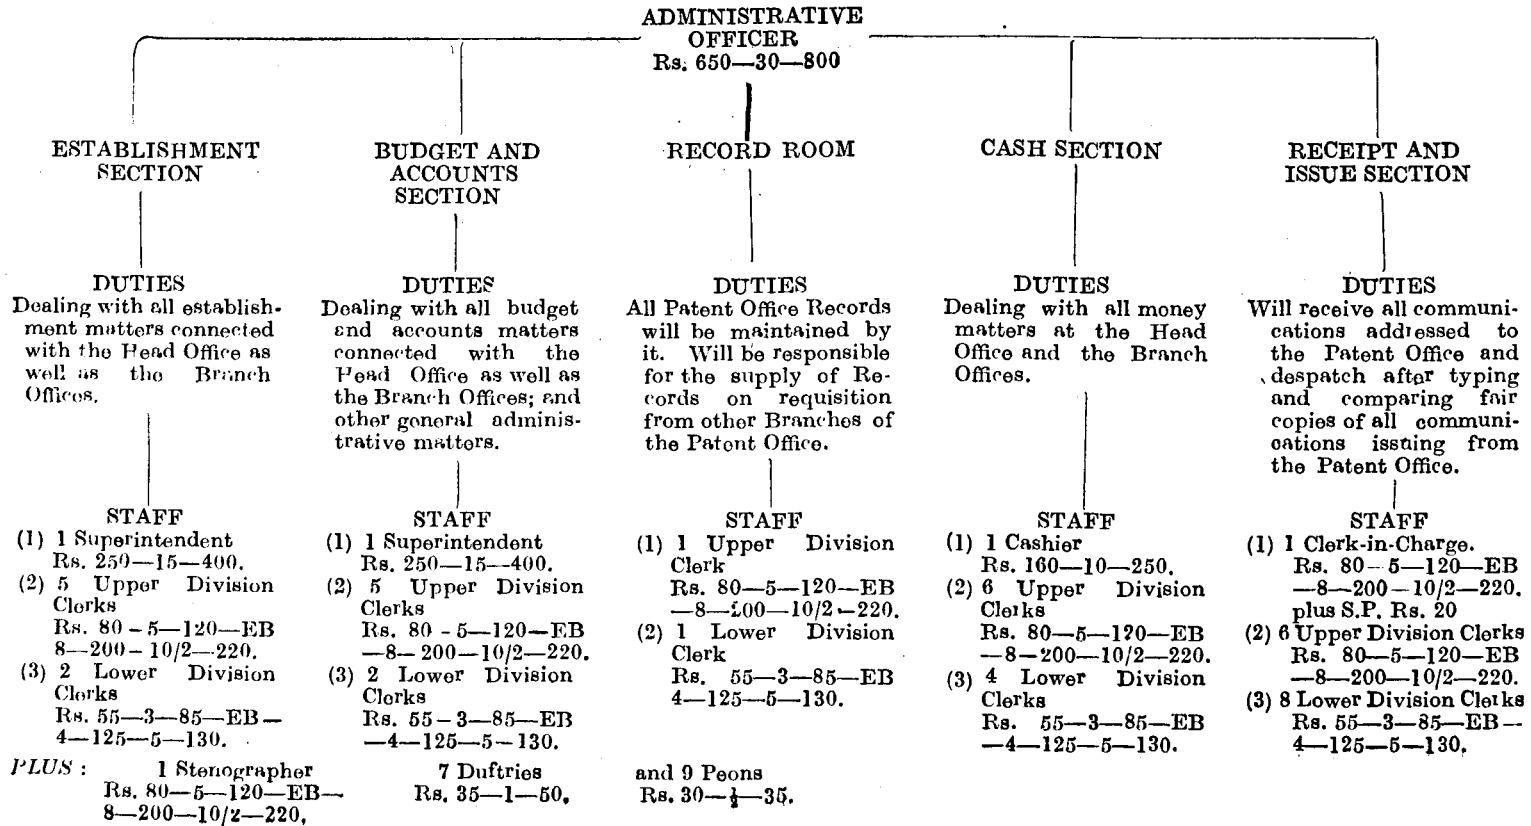 ADMINISTRATIVE
OFFICER
Rs. 650—30—800
ESTABLISHMENT
SECTION
DUTIES
Dealing with all establish-
ment matters connected
with the Head Office as
well as the Branch
Offices.
STAFF
(1) 1 Superintendent
Rs. 250—15—400.
(2) 5 Upper Division
Clerks
Rs. 80—5—120—EB
8—200—10/2—220.
(3) 2 Lower Division
Clerks
Rs. 55—3—85—EB—
4—125—5—130.
BUDGET AND
ACCOUNTS
SECTION
DUTIES
Dealing with all budget
and accounts matters
connected with the
Head Office as well as
the Branch Offices; and
other general adminis-
trative matters.
STAFF
(1) 1 Superintendent
Rs. 250—15—400.
(2) 5 Upper Division
Clerks
Rs. 80—5—120—EB
—8—200—10/2—220.
(3) 2 Lower Division
Clerks
Rs. 55—3—85—EB
—4—125—5—130.
RECORD ROOM
DUTIES
All Patent Office Records
will be maintained by
it. Will be responsible
for the supply of Re-
cords on requisition
from other Branches of
the Patent Office.
STAFF
(1) 1 Upper Division
Clerk
Rs. 80—5—120—EB
—8—200—10/2—220.
(2) 1 Lower Division
Clerk
Rs. 55—3—85—EB
4—125—5—130.
CASH SECTION
DUTIES
Dealing with all money
matters at the Head
Office and the Branch
Offices.
STAFF
(1) 1 Cashier
Rs. 160—10—250.
(2) 6 Upper Division
Clerks
Rs. 80—5—120—EB
—8—200—10/2—220.
(3) 4 Lower Division
Clerks
Rs. 55—3—85—EB
—4—125—5—130.
RECEIPT AND
ISSUE SECTION
DUTIES
Will receive all communi-
cations addressed to
the Patent Office and
despatch after typing
and comparing fair
copies of all communi-
cations issuing from
the Patent Office.
STAFF
(1) 1 Clerk-in-Charge.
Rs. 80—5—120—EB
—8—200—10/2—220.
plus S.P. Rs. 20
(2) 6 Upper Division Clerks
Rs. 80—5—120—EB
—8—200—10/2—220.
(3) 8 Lower Division Clerks
Rs. 55—3—85—EB—
4—125—5—130.
PLUS : 1 Stenographer 7 Duftries and 9 Peons
Rs. 80—5—120—EB— Rs. 35—1—50, Rs. 30—½—35.
8—200—10/2—220,